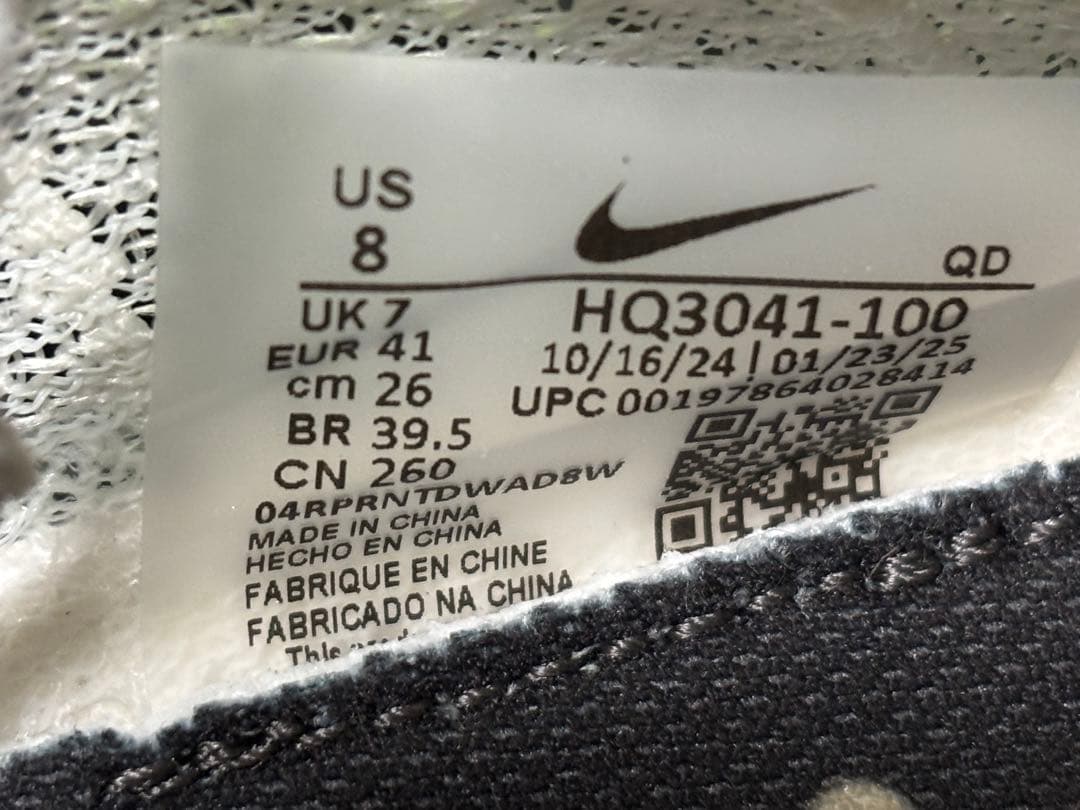 US
8
QD
UK 7
EUR 41
cm 26
BR 39.5
CN 260
HQ3041-100
10/16/24 | 01/23/25
UPC 00197864028414
04RPRNTDWAD8W
MADE IN CHINA
HECHO EN CHINA
FABRIQUE EN CHINE
FABRICADO NA CHINA
This